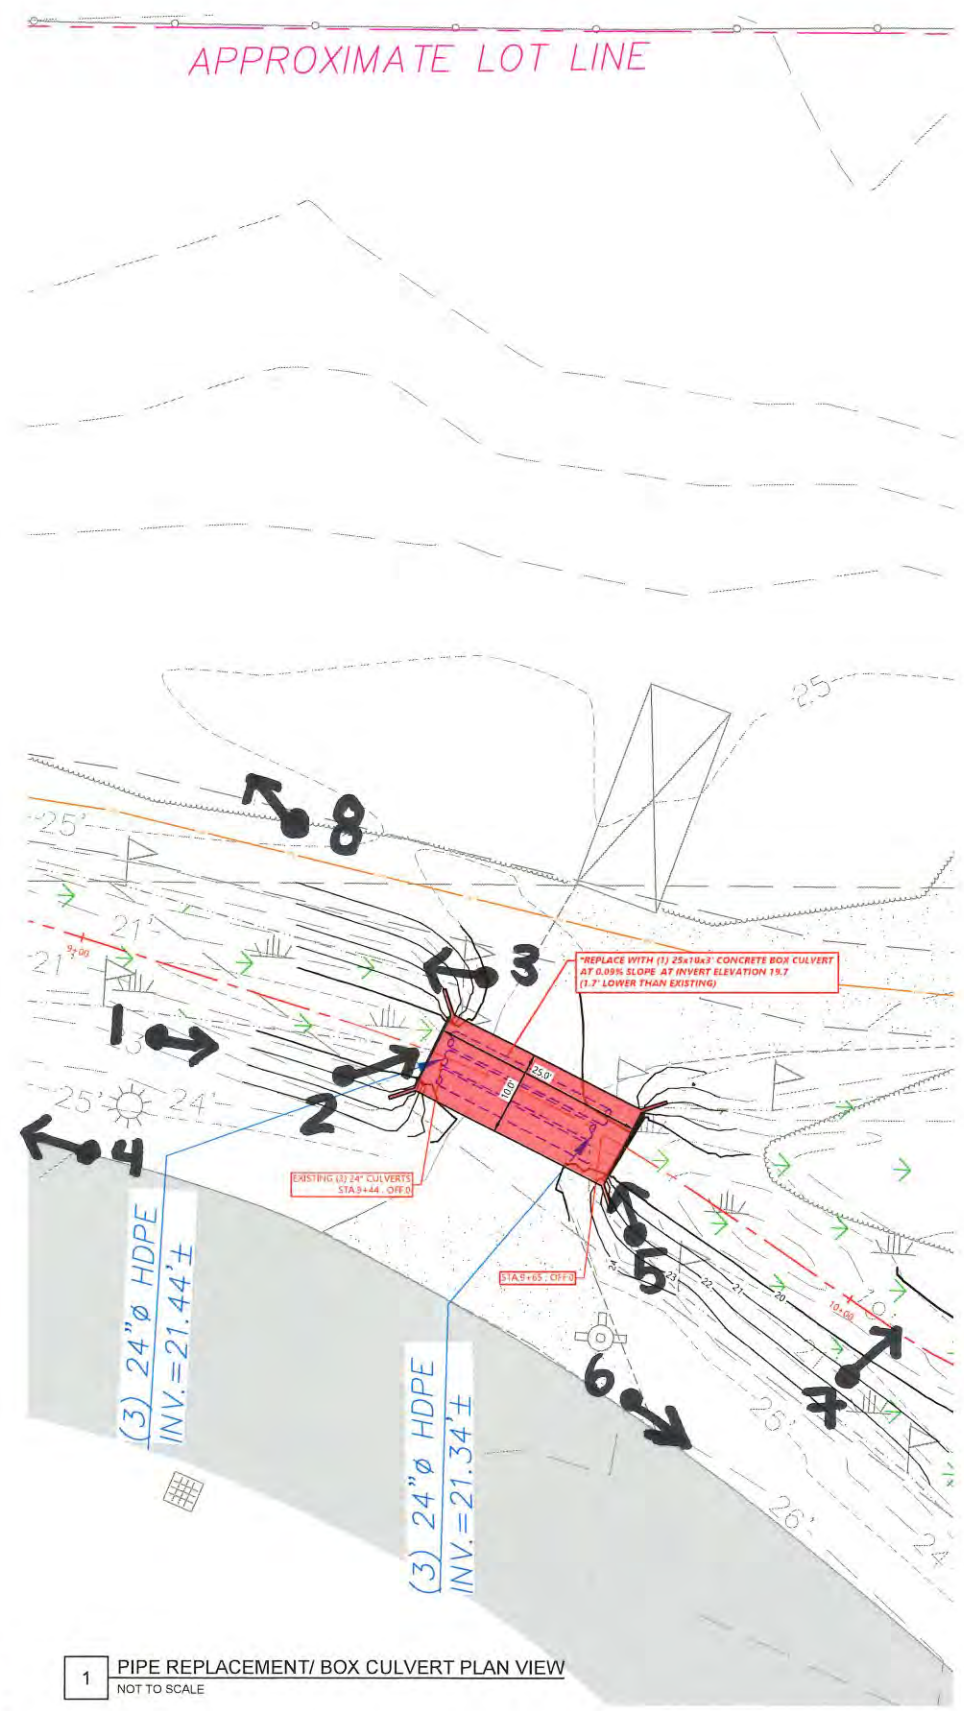 APPROXIMATE LOT LINE
25
8
25'
21'
9+00
21'
3
"REPLACE WITH (1) 25x10x3' CONCRETE BOX CULVERT
AT 0.09% SLOPE AT INVERT ELEVATION 19.7
(1.7' LOWER THAN EXISTING)
1
23
25.0'
10.0'
25'
24'
2
4
EXISTING (3) 24" CULVERTS
STA.9+44 : OFF 0
(3) 24"ø HDPE
INV.=21.44'±
5
STA.9+65 : OFF 0
24
23
22
21
20
10+00
6
7
(3) 24"ø HDPE
INV.=21.34'±
25'
26'
24
1
PIPE REPLACEMENT/ BOX CULVERT PLAN VIEW
NOT TO SCALE